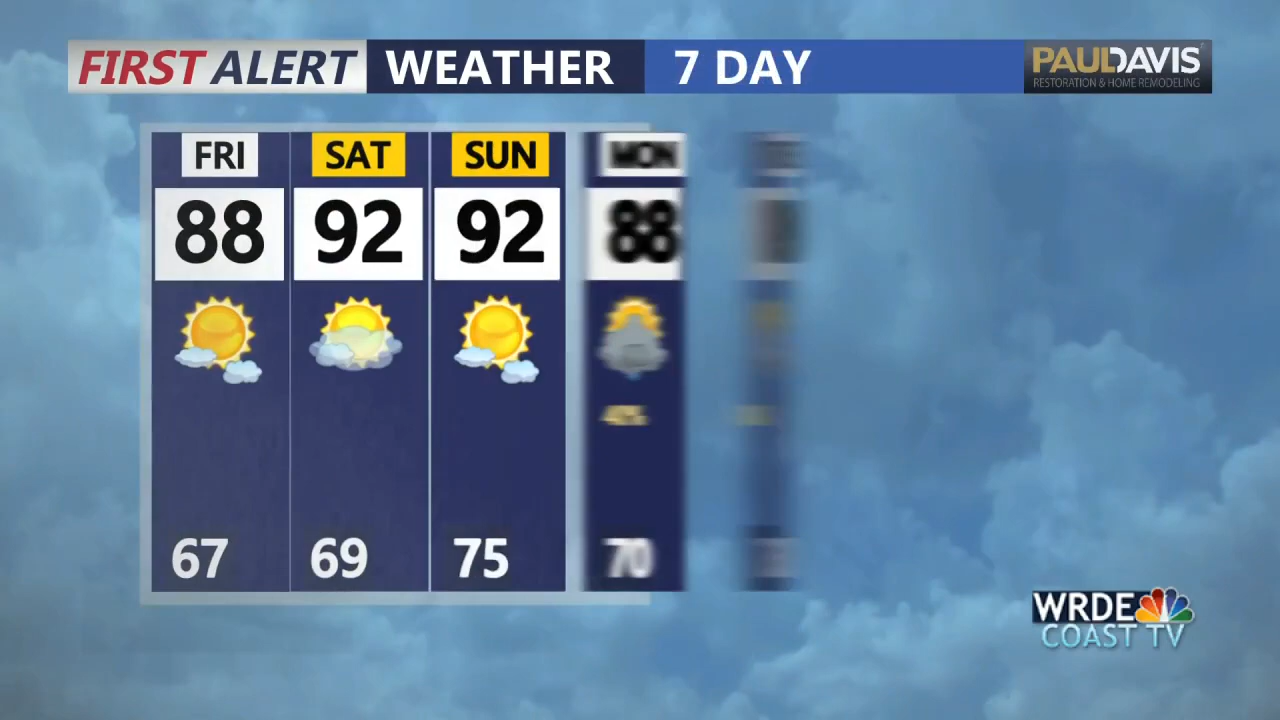 FIRST ALERT WEATHER 7 DAY
PAULDAVIS
RESTORATION & HOME REMODELING
FRI SAT SUN MON
88 92 92 88
40%
67 69 75 70
WRDE
COAST TV